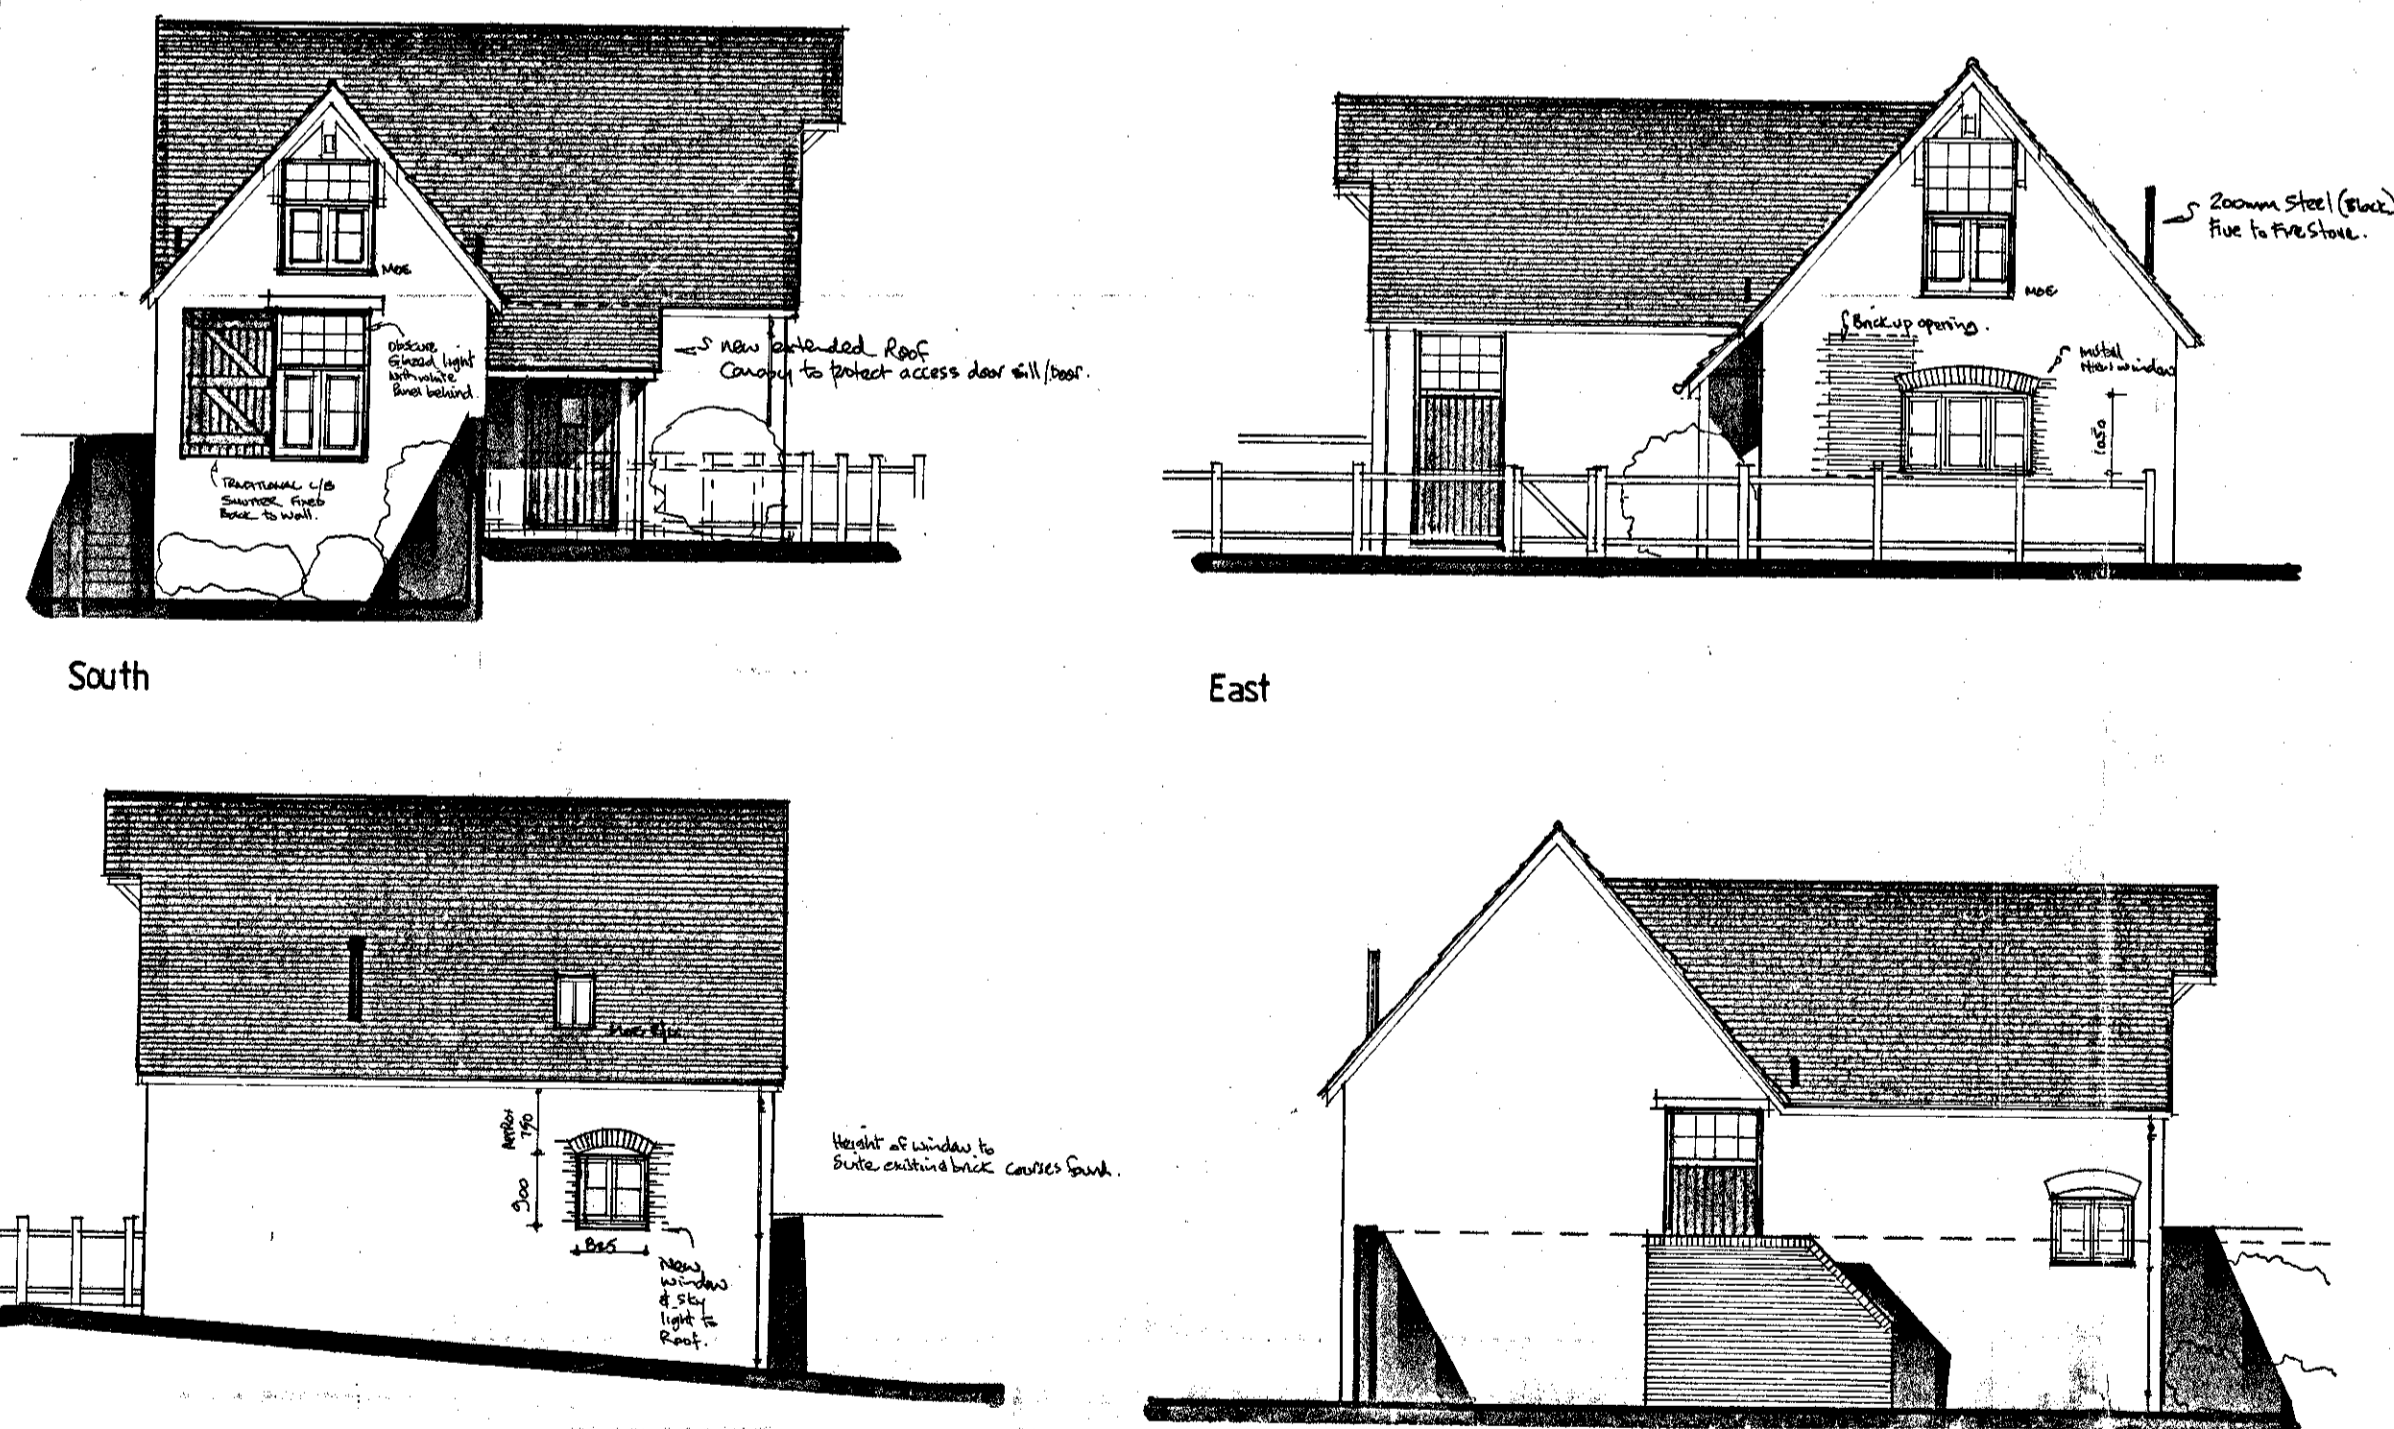 MOE
Obscure
Glazed light
with white
Panel behind.
TRADITIONAL L/B
SHUTTER Fixed
Back to Wall.
new extended Roof
Canopy to protect access door sill/door.
South
200mm Steel (Black)
Flue to Fire Stove.
MOE
Brick up opening.
Install
New window
1050
East
APPROX
750
900
825
Height of window to
Suite existing brick courses found.
New
window
& Sky
light to
Roof.